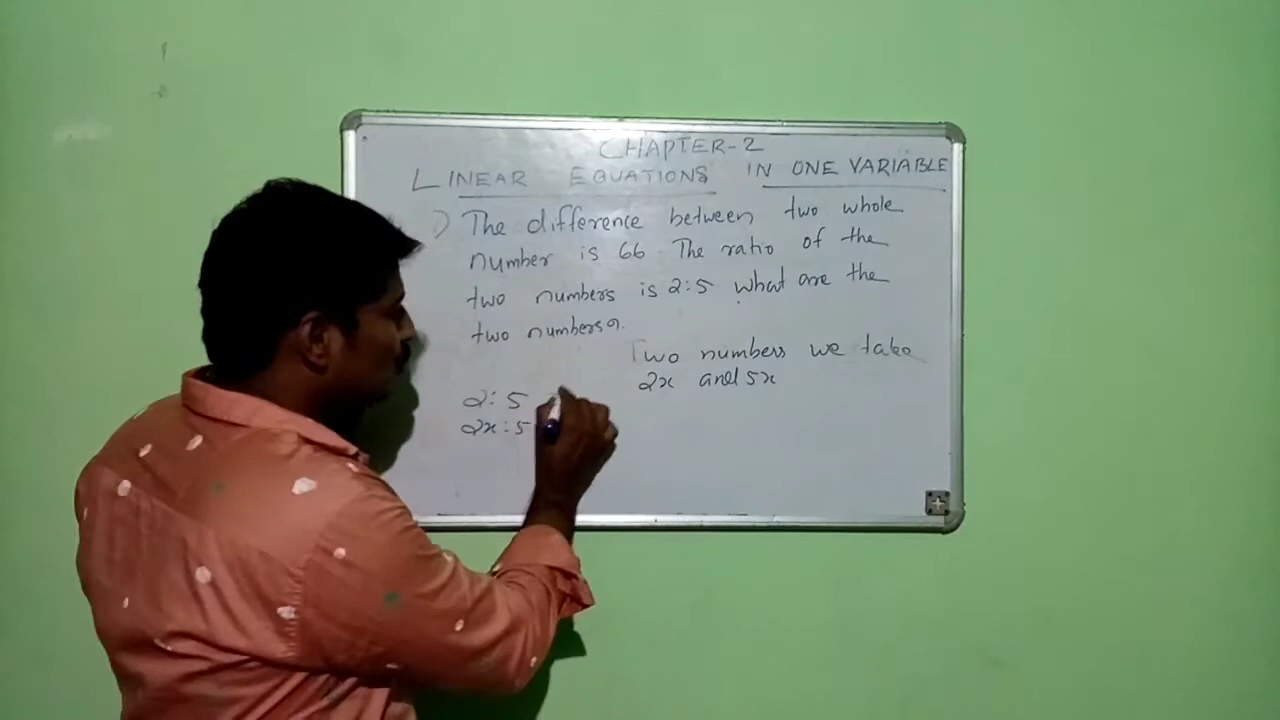 CHAPTER-2
LINEAR EQUATIONS IN ONE VARIABLE
1) The difference between two whole
number is 66. The ratio of the
two numbers is 2:5 what are the
two numbers?
Two numbers we take
2x and 5x
2:5
2x:5